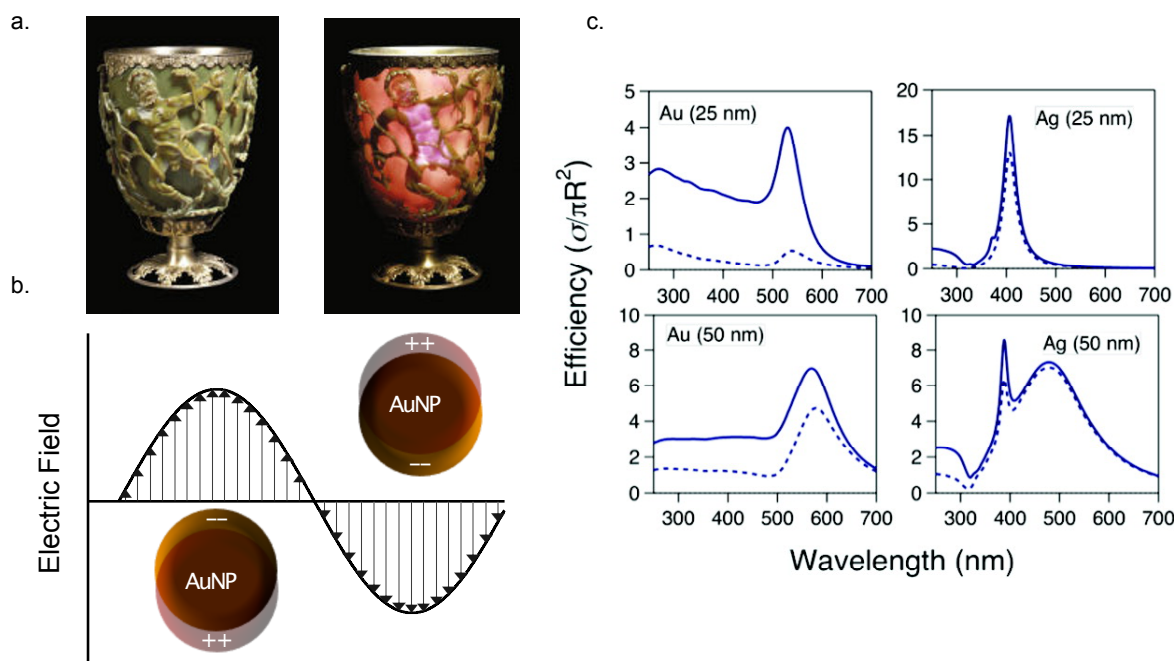 a.
b.
Electric Field
++
AuNP
--
--
AuNP
++
c.
Efficiency (σ/πR²)
Au (25 nm)
5
4
3
2
1
0
300 400 500 600 700
Ag (25 nm)
20
15
10
5
0
300 400 500 600 700
Au (50 nm)
10
8
6
4
2
0
300 400 500 600 700
Ag (50 nm)
10
8
6
4
2
0
300 400 500 600 700
Wavelength (nm)